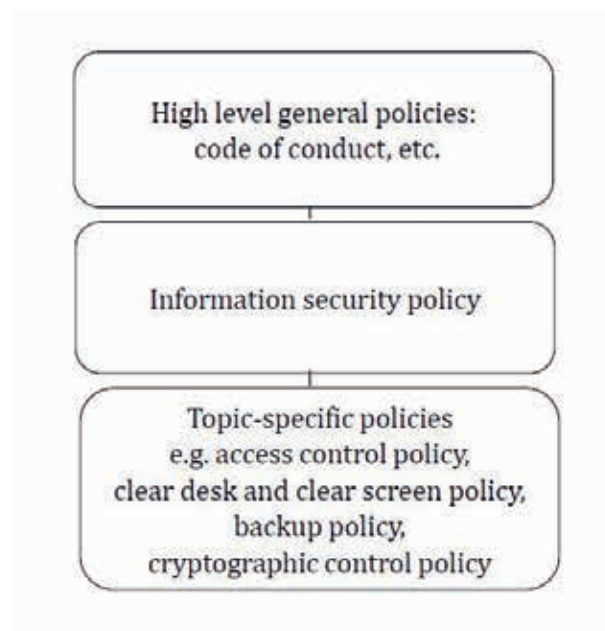 High level general policies:
code of conduct, etc.
Information security policy
Topic-specific policies
e.g. access control policy,
clear desk and clear screen policy,
backup policy,
cryptographic control policy